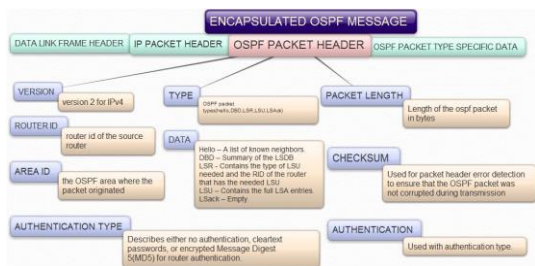 ENCAPSULATED OSPF MESSAGE
DATA LINK FRAME HEADER
IP PACKET HEADER
OSPF PACKET HEADER
OSPF PACKET TYPE SPECIFIC DATA
VERSION
version 2 for IPv4
ROUTER ID
router id of the source
router
AREA ID
the OSPF area where the
packet originated
AUTHENTICATION TYPE
Describes either no authentication, cleartext
passwords, or encrypted Message Digest
5(MD5) for router authentication.
TYPE
OSPF packet
types(hello,DBD,LSR,LSU,LSAck)
DATA
Hello – A list of known neighbors.
DBD – Summary of the LSDB
LSR - Contains the type of LSU
needed and the RID of the router
that has the needed LSU
LSU – Contains the full LSA entries.
LSack – Empty.
PACKET LENGTH
Length of the ospf packet
in bytes
CHECKSUM
Used for packet header error detection
to ensure that the OSPF packet was
not corrupted during transmission
AUTHENTICATION
Used with authentication type.